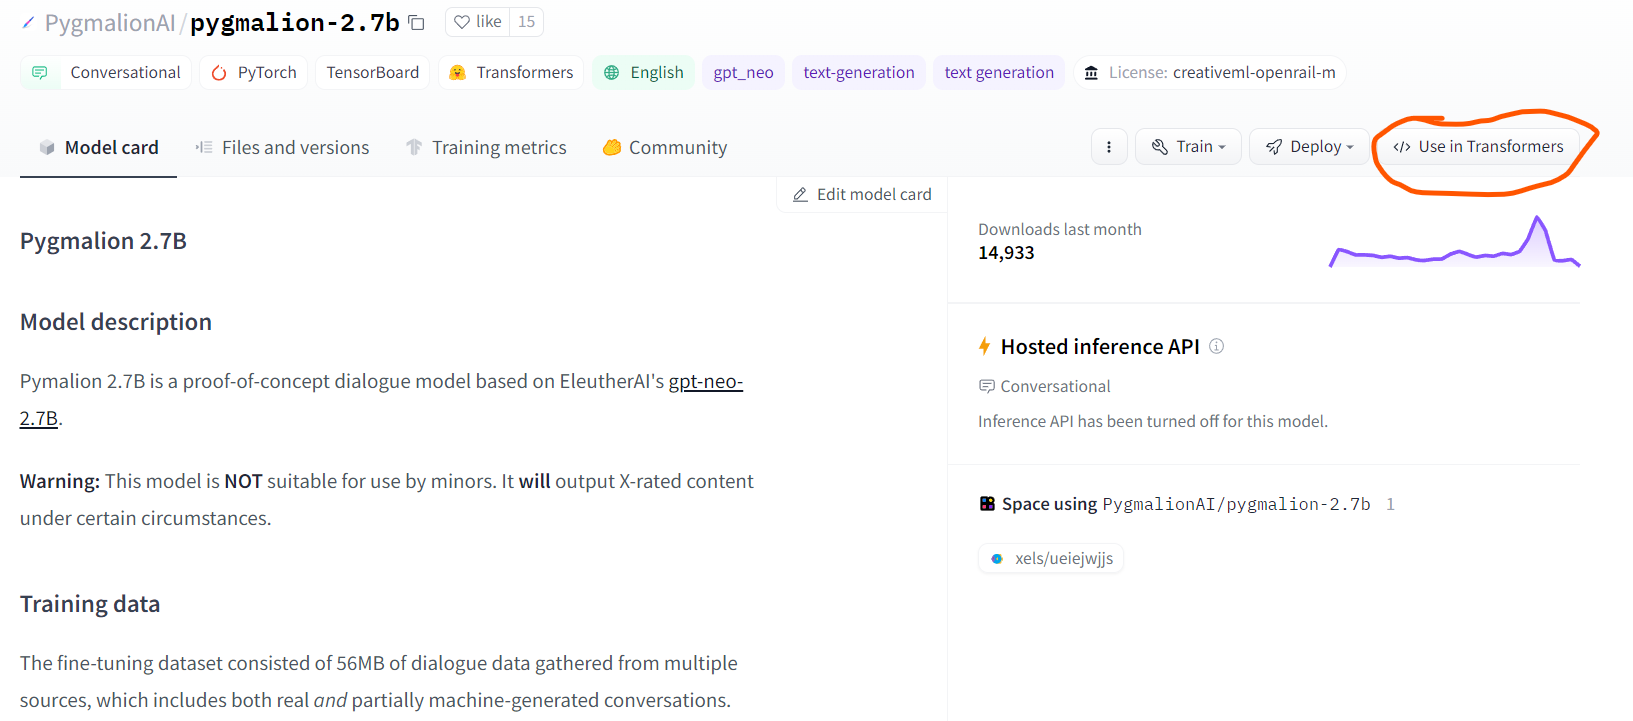 PygmalionAI/pygmalion-2.7b like 15
Conversational PyTorch TensorBoard Transformers English gpt_neo text-generation text generation License: creativeml-openrail-m
Model card Files and versions Training metrics Community Train Deploy </> Use in Transformers
Edit model card
Pygmalion 2.7B
Model description
Pymalion 2.7B is a proof-of-concept dialogue model based on EleutherAI's gpt-neo-
2.7B.
Warning: This model is NOT suitable for use by minors. It will output X-rated content
under certain circumstances.
Training data
The fine-tuning dataset consisted of 56MB of dialogue data gathered from multiple
sources, which includes both real and partially machine-generated conversations.
Downloads last month
14,933
Hosted inference API
Conversational
Inference API has been turned off for this model.
Space using PygmalionAI/pygmalion-2.7b 1
xels/ueiejwjjs